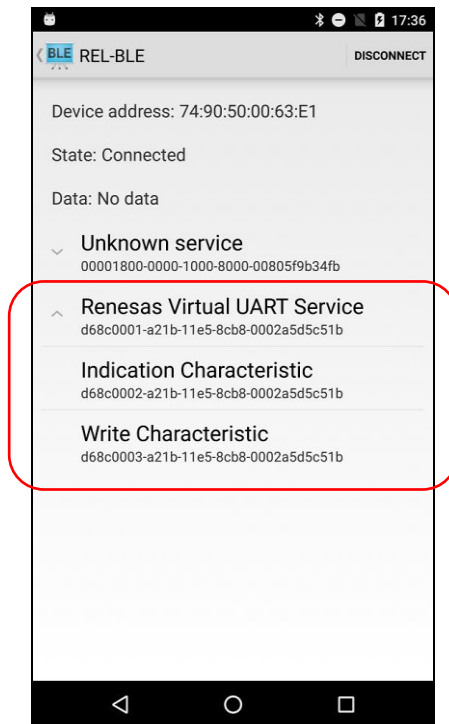 17:36
BLE REL-BLE DISCONNECT
Device address: 74:90:50:00:63:E1
State: Connected
Data: No data
Unknown service
00001800-0000-1000-8000-00805f9b34fb
Renesas Virtual UART Service
d68c0001-a21b-11e5-8cb8-0002a5d5c51b
Indication Characteristic
d68c0002-a21b-11e5-8cb8-0002a5d5c51b
Write Characteristic
d68c0003-a21b-11e5-8cb8-0002a5d5c51b